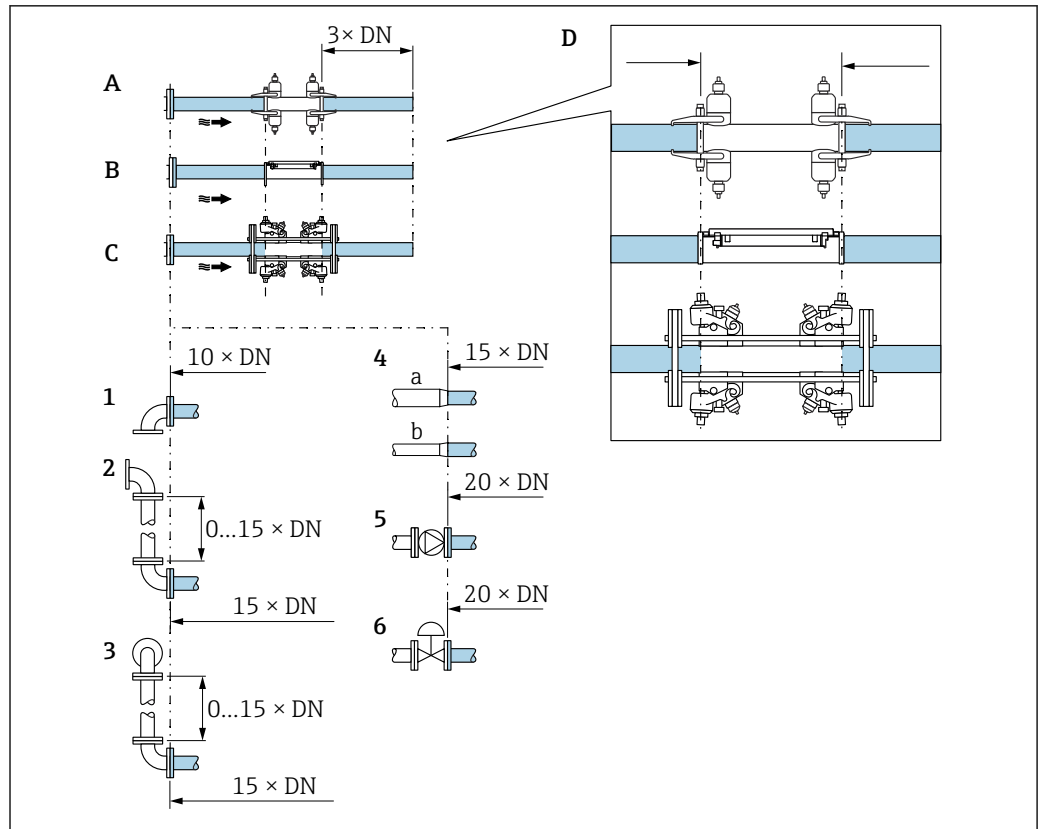 3× DN
D
A
B
C
10 × DN
4
15 × DN
1
a
b
2
20 × DN
0...15 × DN
5
15 × DN
20 × DN
6
3
0...15 × DN
15 × DN